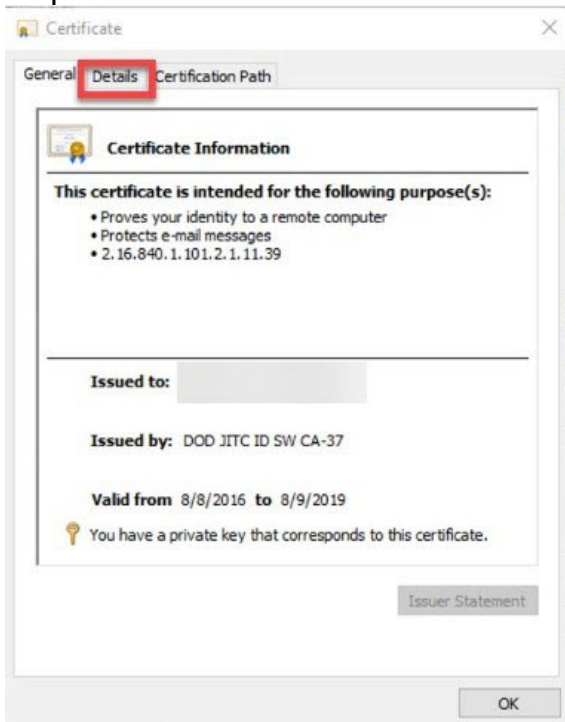 Certificate
General Details Certification Path
Certificate Information
This certificate is intended for the following purpose(s):
• Proves your identity to a remote computer
• Protects e-mail messages
• 2.16.840.1.101.2.1.11.39
Issued to:
Issued by: DOD JITC ID SW CA-37
Valid from 8/8/2016 to 8/9/2019
You have a private key that corresponds to this certificate.
Issuer Statement
OK